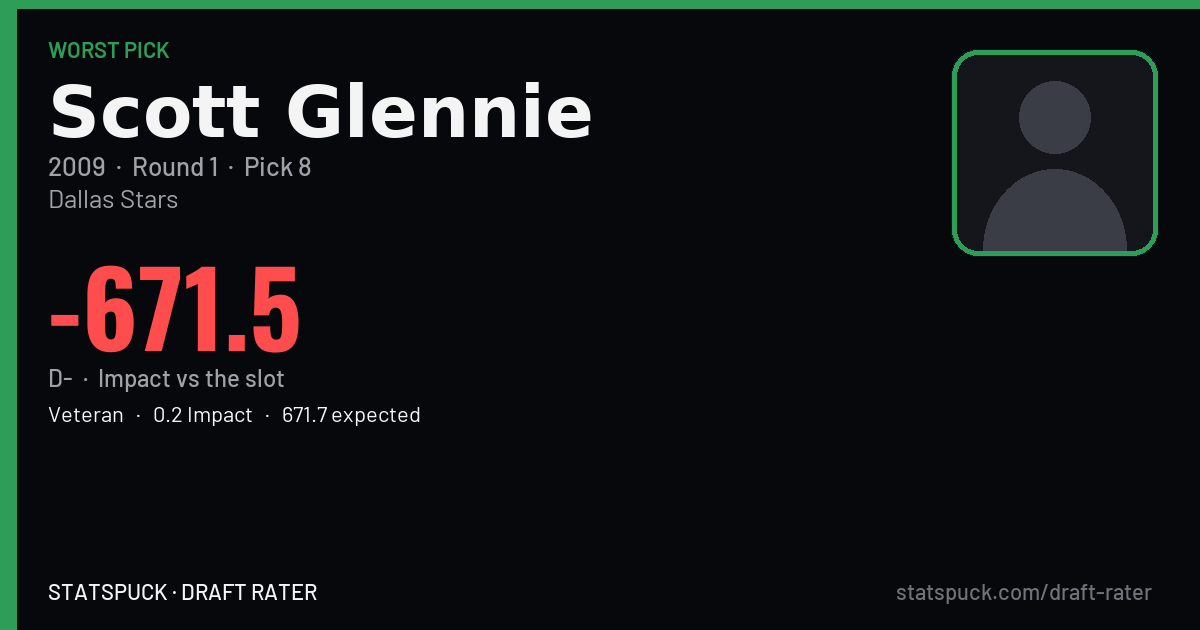 WORST PICK
Scott Glennie
2009 · Round 1 · Pick 8
Dallas Stars
-671.5
D- · Impact vs the slot
Veteran · 0.2 Impact · 671.7 expected
STATSPUCK · DRAFT RATER
statspuck.com/draft-rater